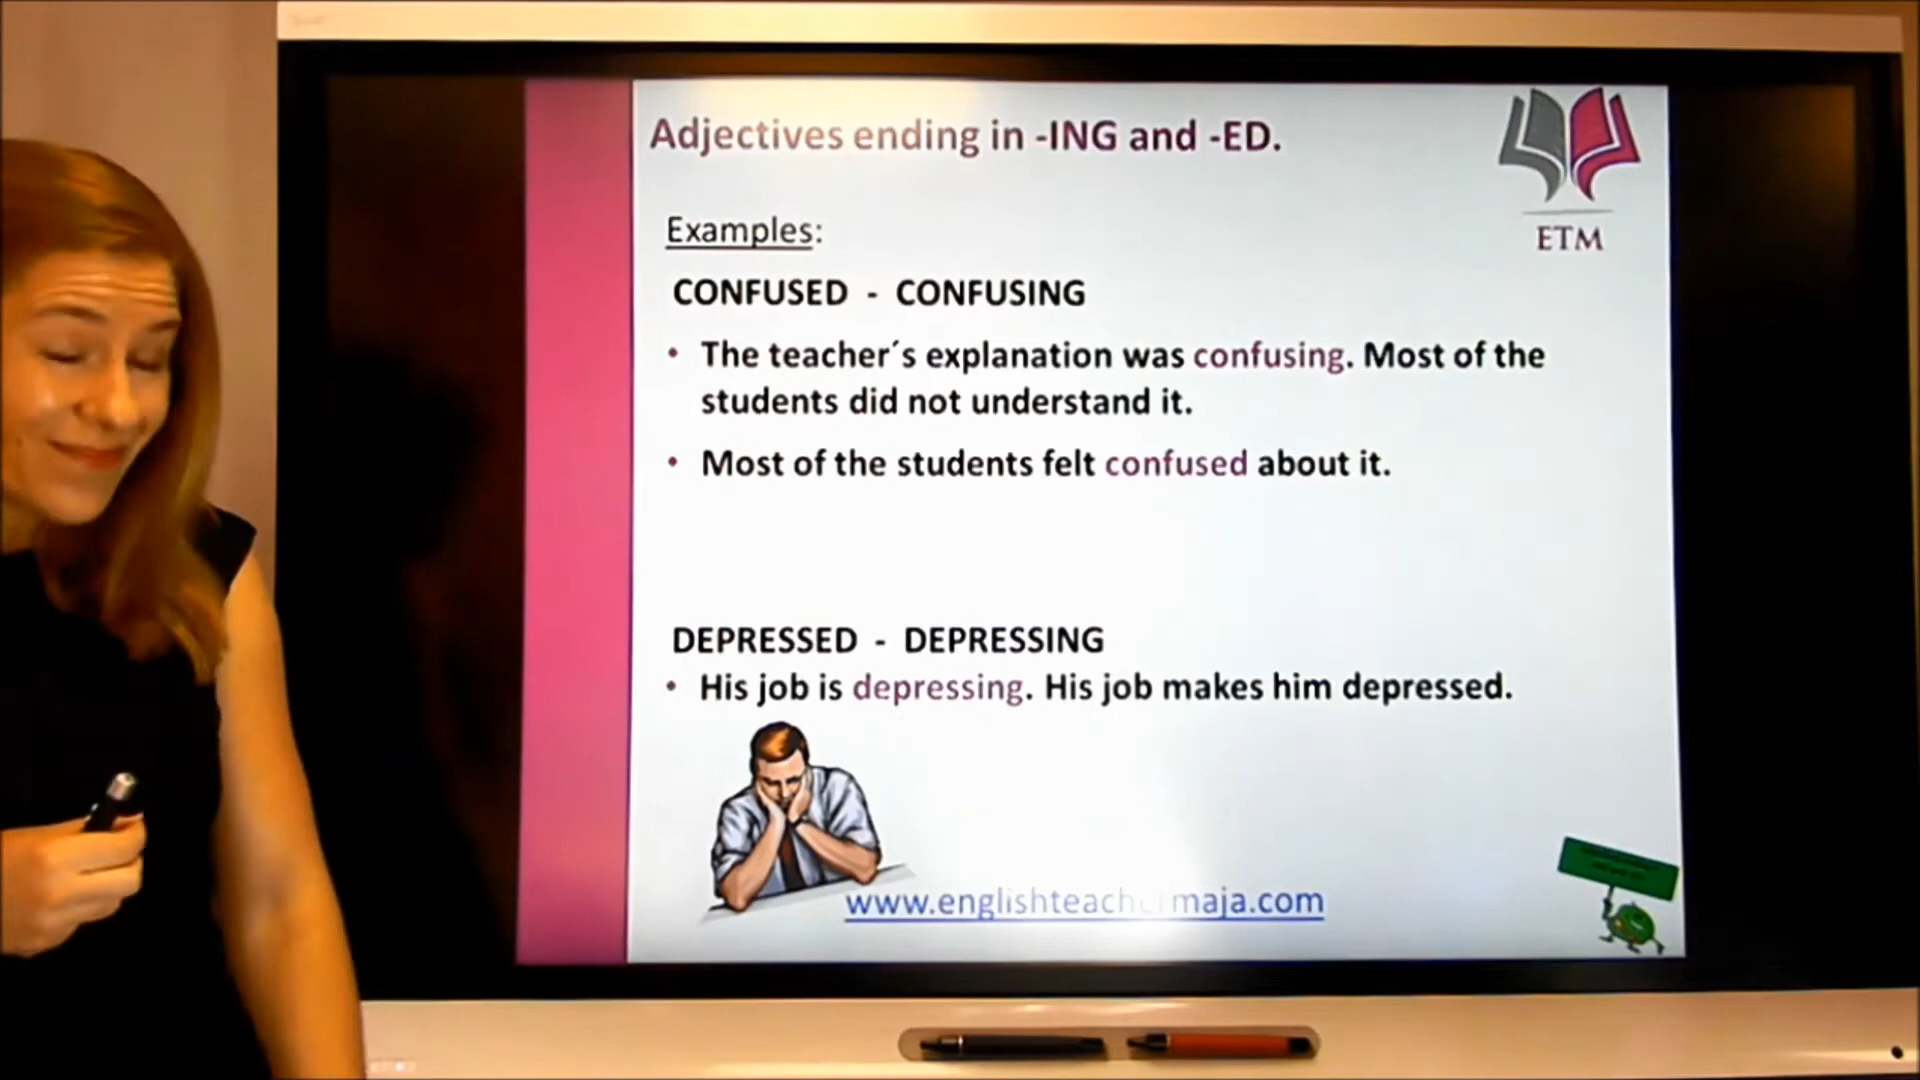 Adjectives ending in -ING and -ED.
ETM
Examples:
CONFUSED - CONFUSING
• The teacher´s explanation was confusing. Most of the
students did not understand it.
• Most of the students felt confused about it.
DEPRESSED - DEPRESSING
• His job is depressing. His job makes him depressed.
www.englishteachermaja.com